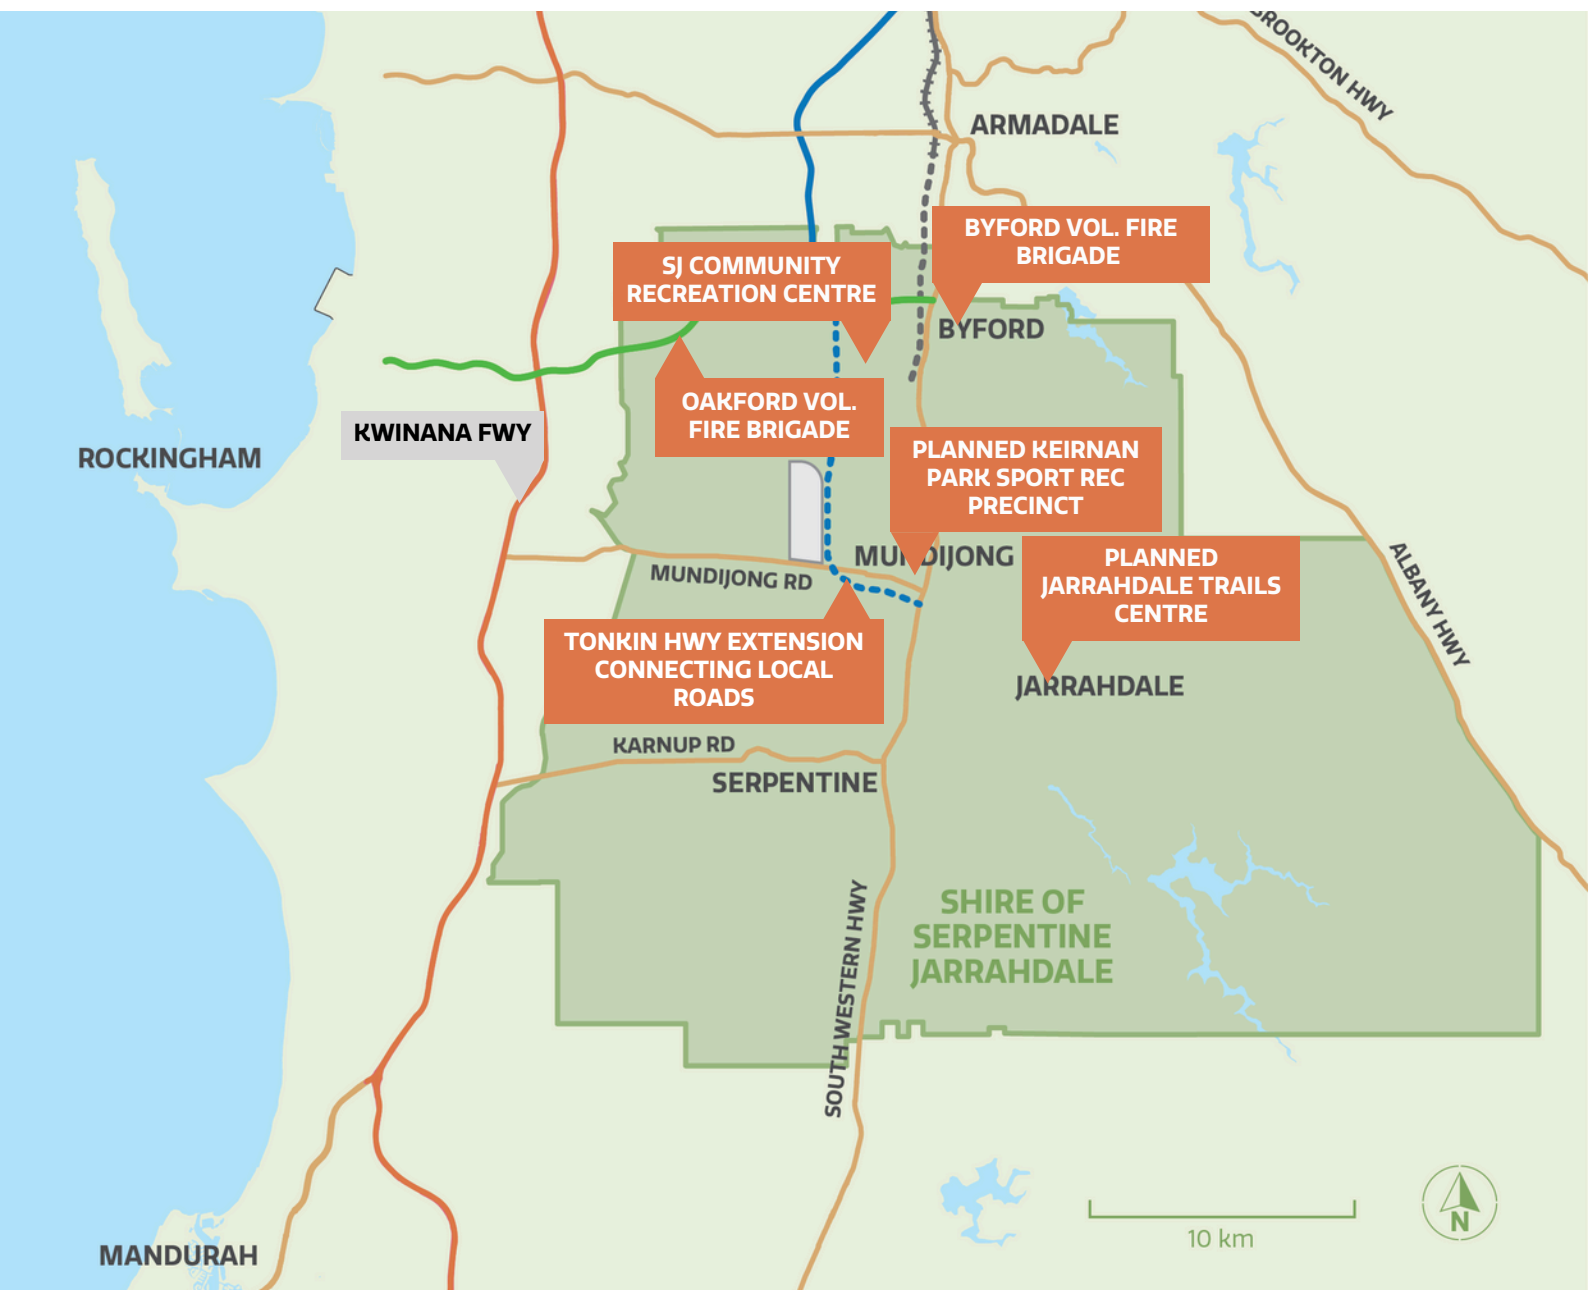 BROOKTON HWY
ARMADALE
BYFORD VOL. FIRE
BRIGADE
SJ COMMUNITY
RECREATION CENTRE
BYFORD
OAKFORD VOL.
FIRE BRIGADE
KWINANA FWY
ROCKINGHAM
PLANNED KEIRNAN
PARK SPORT REC
PRECINCT
MUNDIJONG
PLANNED
JARRAHDALE TRAILS
CENTRE
ALBANY HWY
MUNDIJONG RD
TONKIN HWY EXTENSION
CONNECTING LOCAL
ROADS
JARRAHDALE
KARNUP RD
SERPENTINE
SHIRE OF
SERPENTINE
JARRAHDALE
SOUTH WESTERN HWY
N
10 km
MANDURAH